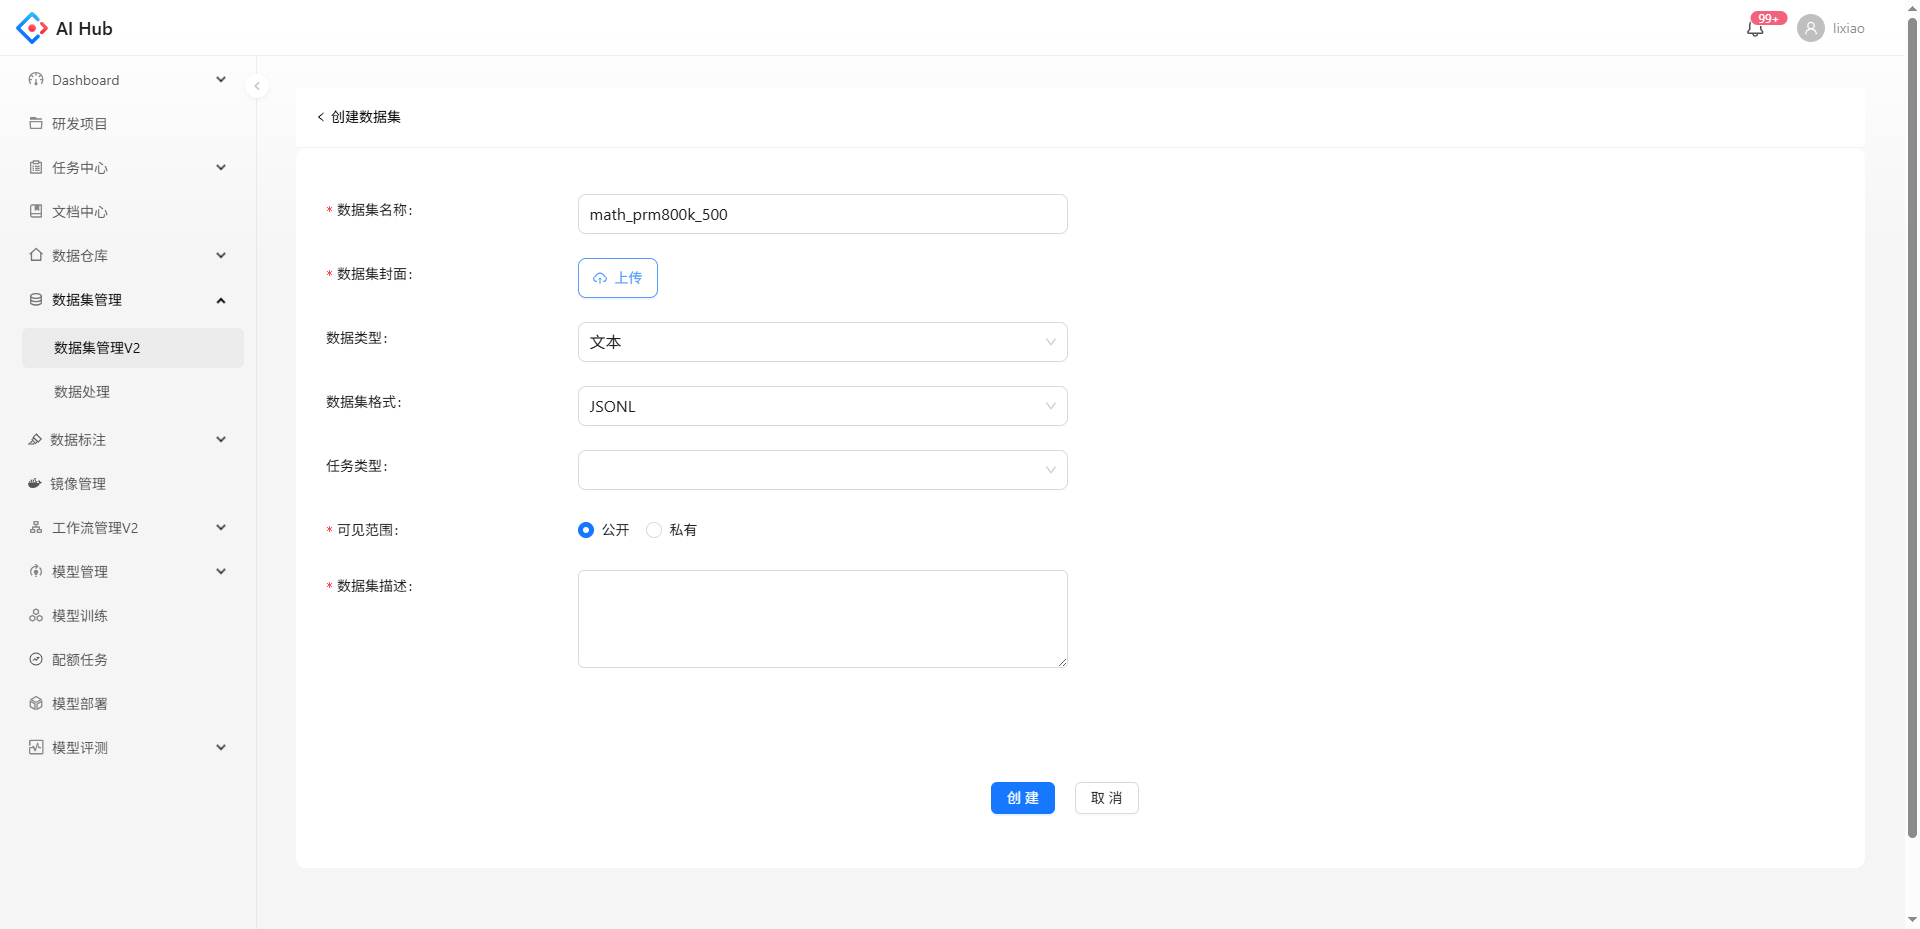 AI Hub
99+
lixiao
Dashboard
研发项目
任务中心
文档中心
数据仓库
数据集管理
数据集管理V2
数据处理
数据标注
镜像管理
工作流管理V2
模型管理
模型训练
配额任务
模型部署
模型评测
< 创建数据集
* 数据集名称:
math_prm800k_500
* 数据集封面:
上传
数据类型:
文本
数据集格式:
JSONL
任务类型:
* 可见范围:
公开 私有
* 数据集描述:
创 建 取 消